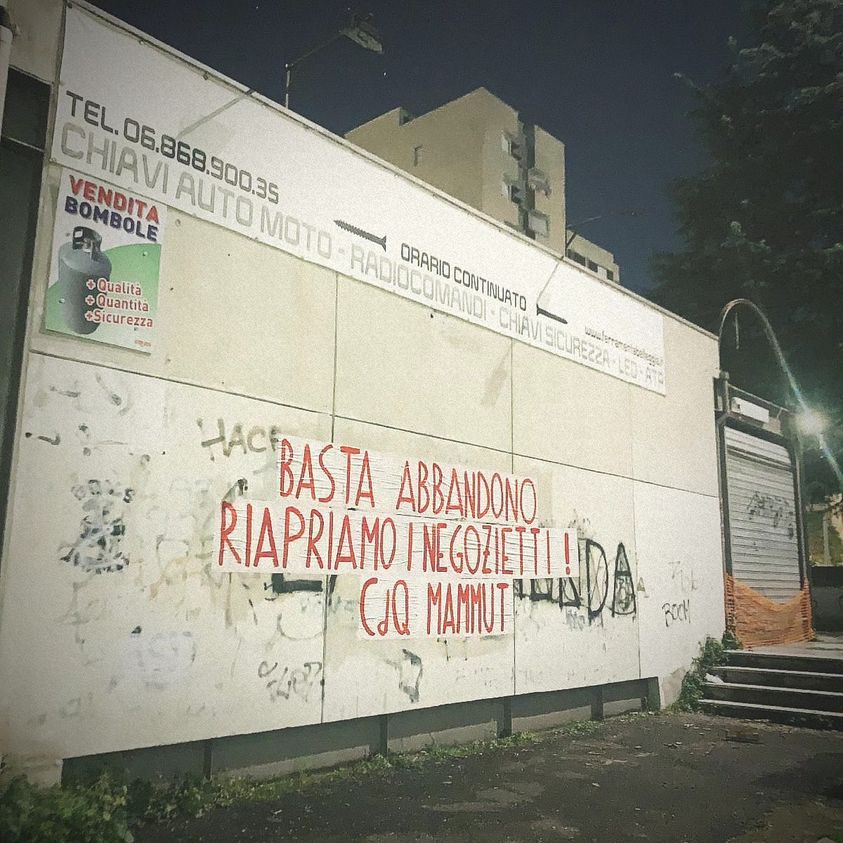 TEL.06.868.900.35
CHIAVI AUTO MOTO - RADIOCOMANDI - CHIAVI SICUREZZA - LED - ATP
ORARIO CONTINUATO
VENDITA
BOMBOLE
+Qualità
+Quantità
+Sicurezza
BASTA ABBANDONO
RIAPRIAMO I NEGOZIETTI !
CdQ MAMMUT
BOOM